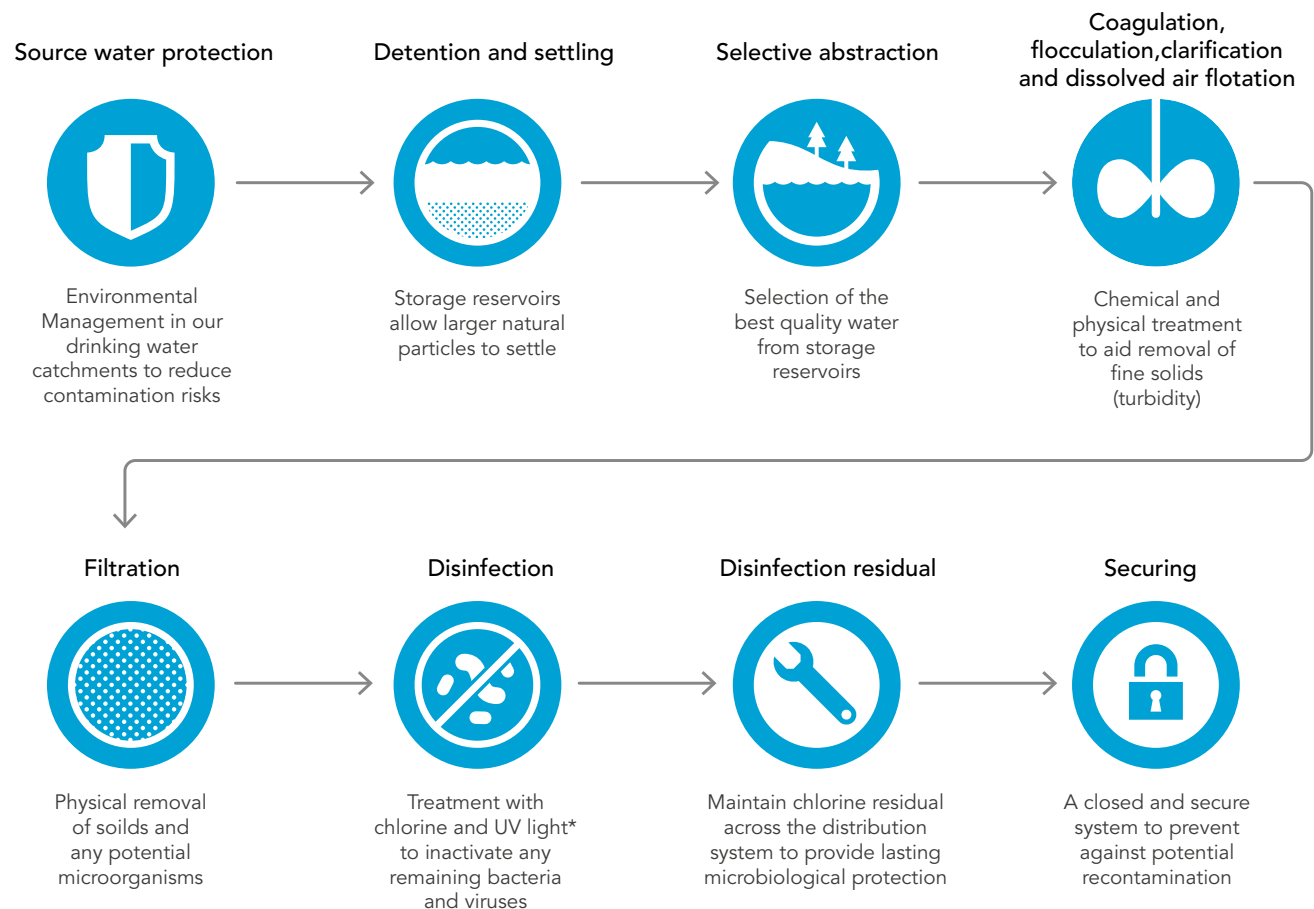 Source water protection
Environmental
Management in our
drinking water
catchments to reduce
contamination risks
Detention and settling
Storage reservoirs
allow larger natural
particles to settle
Selective abstraction
Selection of the
best quality water
from storage
reservoirs
Coagulation,
flocculation,clarification
and dissolved air flotation
Chemical and
physical treatment
to aid removal of
fine solids
(turbidity)
Filtration
Physical removal
of soilds and
any potential
microorganisms
Disinfection
Treatment with
chlorine and UV light*
to inactivate any
remaining bacteria
and viruses
Disinfection residual
Maintain chlorine residual
across the distribution
system to provide lasting
microbiological protection
Securing
A closed and secure
system to prevent
against potential
recontamination